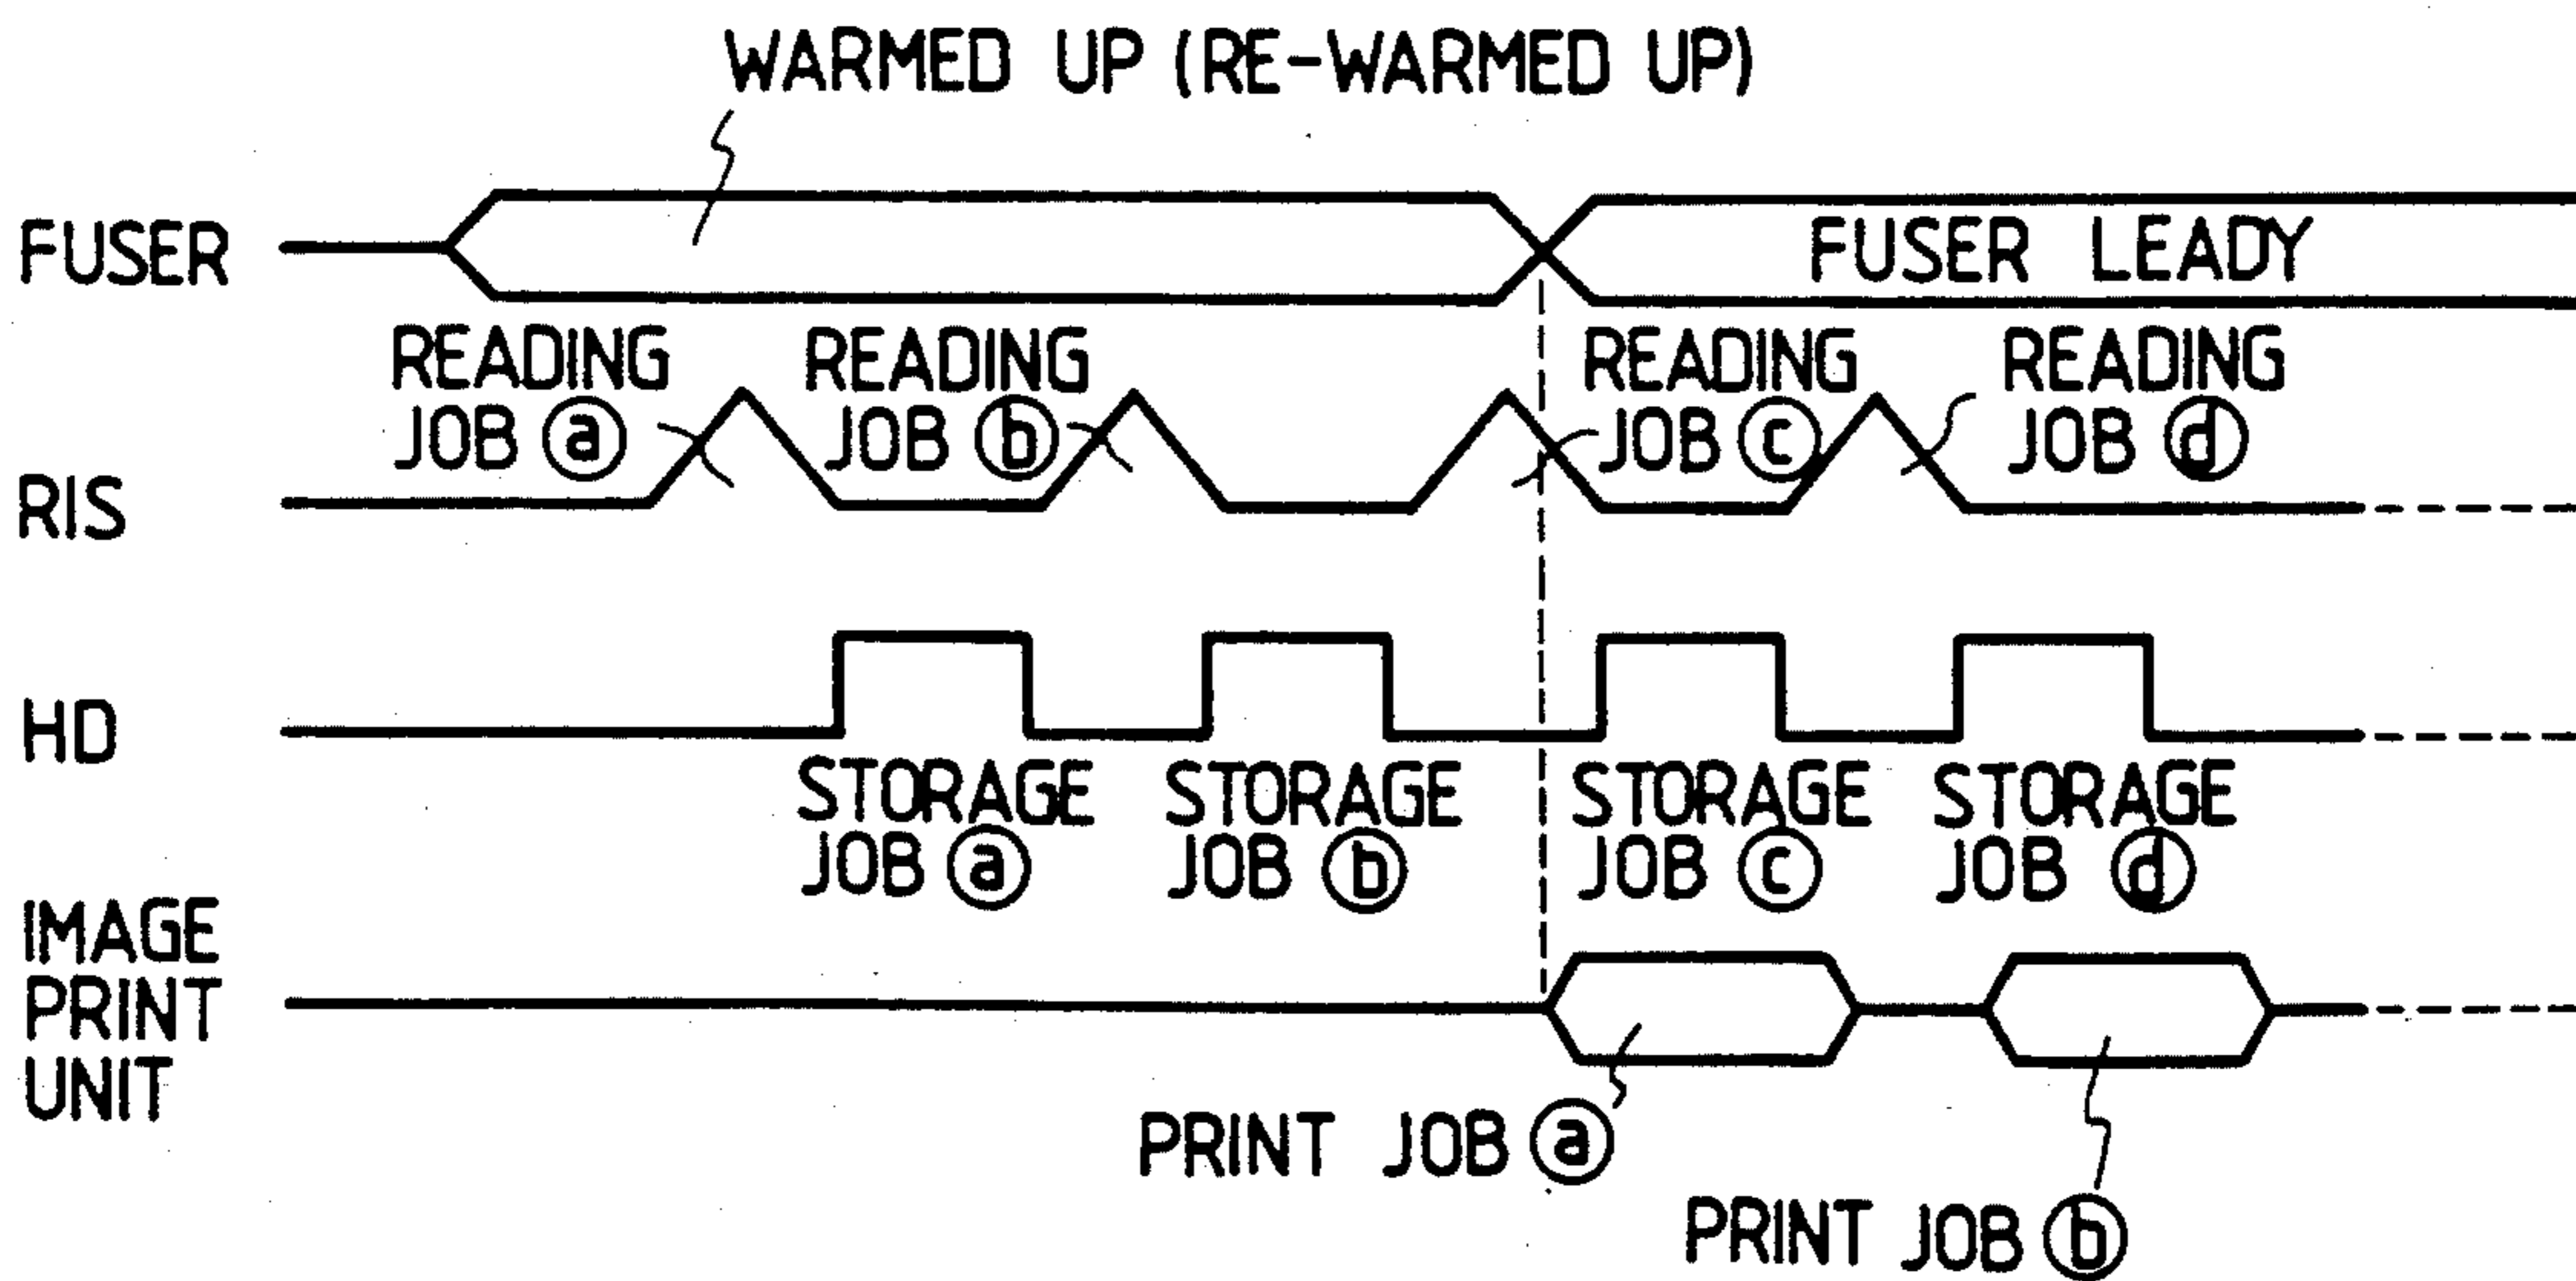 WARMED UP (RE-WARMED UP)
FUSER
FUSER LEADY
READING
JOB ⓐ
READING
JOB ⓑ
READING
JOB ⓒ
READING
JOB ⓓ
RIS
HD
STORAGE
JOB ⓐ
STORAGE
JOB ⓑ
STORAGE
JOB ⓒ
STORAGE
JOB ⓓ
IMAGE
PRINT
UNIT
PRINT JOB ⓐ
PRINT JOB ⓑ